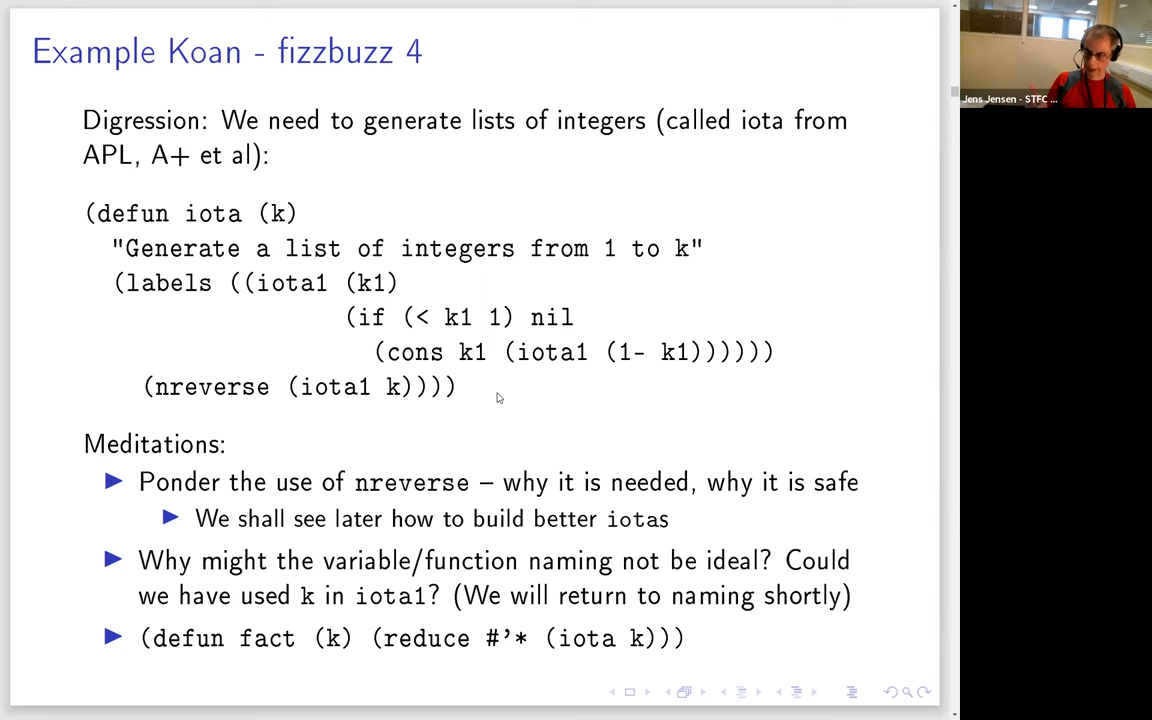 Example Koan - fizzbuzz 4
Digression: We need to generate lists of integers (called iota from
APL, A+ et al):
(defun iota (k)
"Generate a list of integers from 1 to k"
(labels ((iota1 (k1)
(if (< k1 1) nil
(cons k1 (iota1 (1- k1))))))
(nreverse (iota1 k))))
Meditations:
Ponder the use of nreverse – why it is needed, why it is safe
We shall see later how to build better iotas
Why might the variable/function naming not be ideal? Could
we have used k in iota1? (We will return to naming shortly)
(defun fact (k) (reduce #'* (iota k)))
Jens Jensen - STFC ...